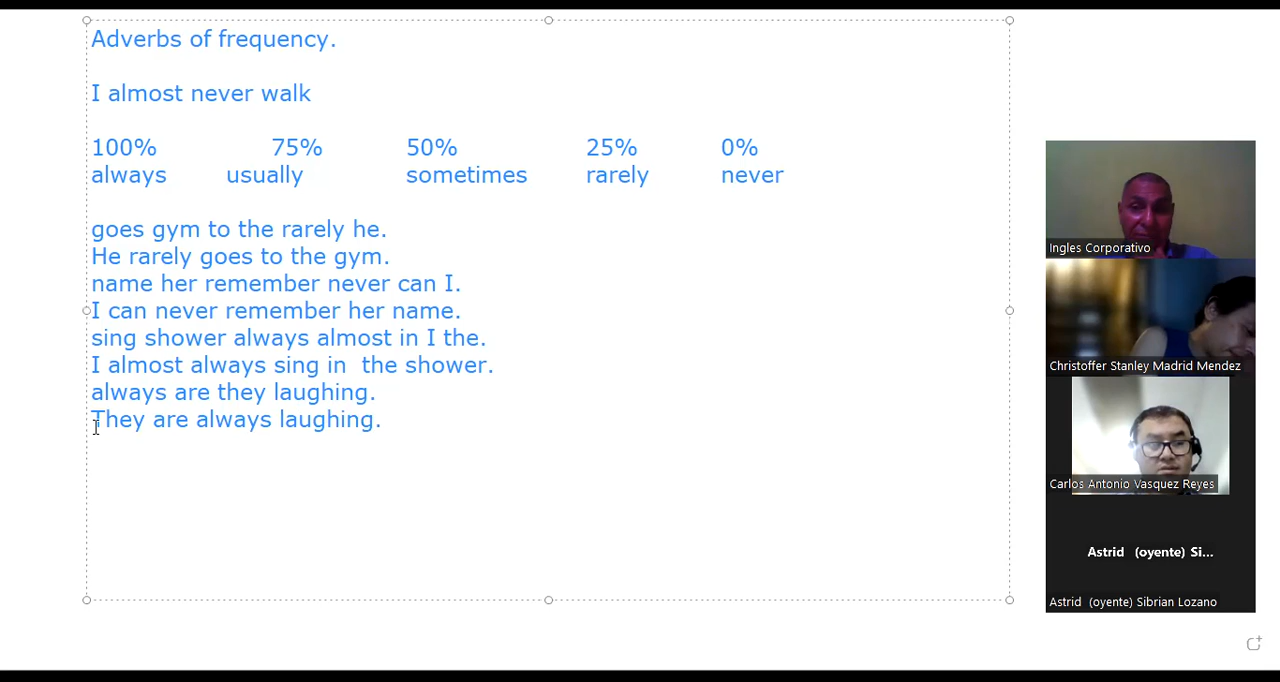 Adverbs of frequency.
I almost never walk
100% 75% 50% 25% 0%
always usually sometimes rarely never
goes gym to the rarely he.
He rarely goes to the gym.
name her remember never can I.
I can never remember her name.
sing shower always almost in I the.
I almost always sing in  the shower.
always are they laughing.
They are always laughing.
Ingles Corporativo
Christoffer Stanley Madrid Mendez
Carlos Antonio Vasquez Reyes
Astrid (oyente) Si...
Astrid (oyente) Sibrian Lozano